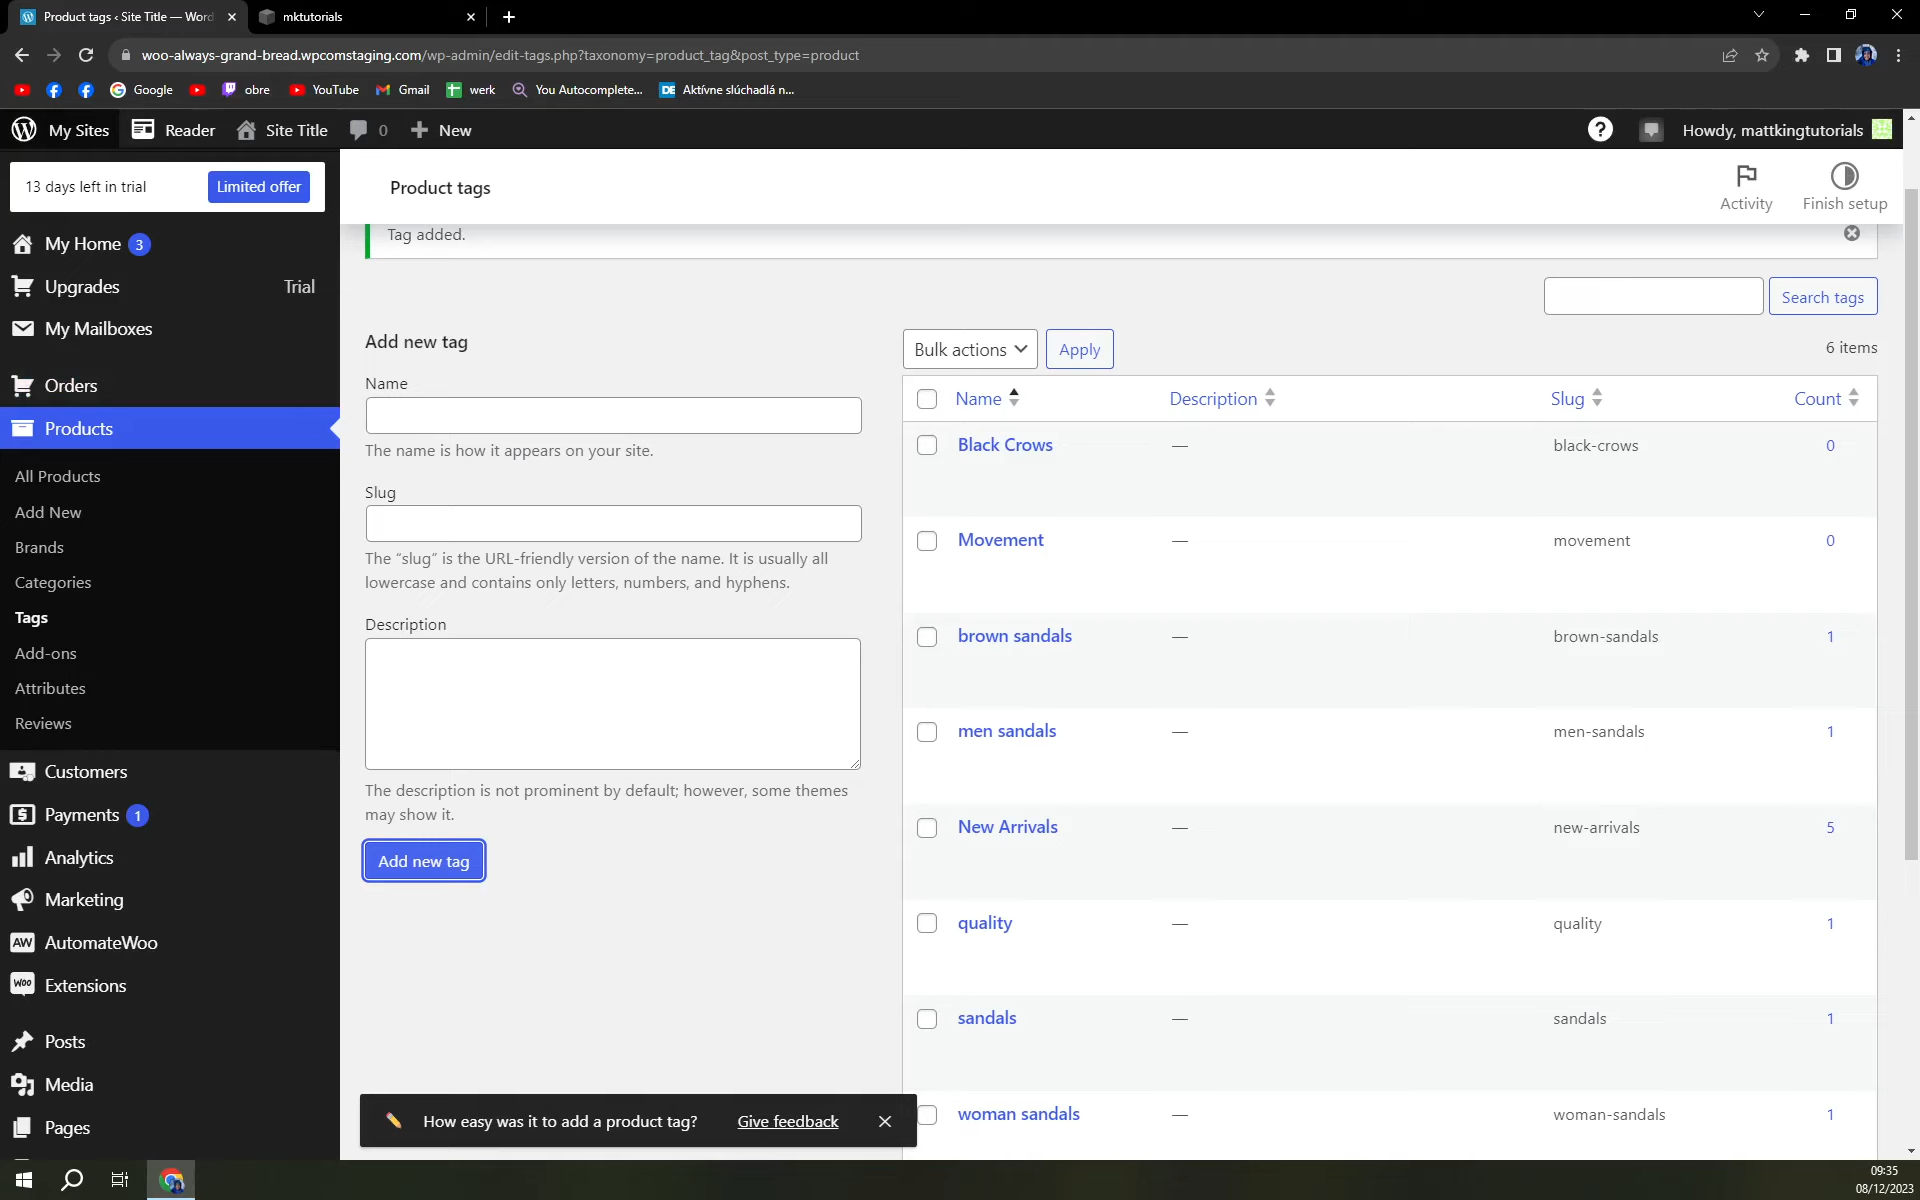 Product tags ‹ Site Title — Word
mktutorials
woo-always-grand-bread.wpcomstaging.com/wp-admin/edit-tags.php?taxonomy=product_tag&post_type=product
Google
obre
YouTube
Gmail
werk
You Autocomplete...
DE
Aktívne slúchadlá n...
My Sites
Reader
Site Title
0
New
?
Howdy, mattkingtutorials
13 days left in trial
Limited offer
My Home 3
Upgrades
Trial
My Mailboxes
Orders
Products
All Products
Add New
Brands
Categories
Tags
Add-ons
Attributes
Reviews
Customers
Payments 1
Analytics
Marketing
AW AutomateWoo
Woo Extensions
Posts
Media
Pages
Product tags
Activity
Finish setup
Tag added.
Search tags
Add new tag
Name
The name is how it appears on your site.
Slug
The “slug” is the URL-friendly version of the name. It is usually all
lowercase and contains only letters, numbers, and hyphens.
Description
The description is not prominent by default; however, some themes
may show it.
Add new tag
Bulk actions
Apply
6 items
Name Description Slug Count
Black Crows — black-crows 0
Movement — movement 0
brown sandals — brown-sandals 1
men sandals — men-sandals 1
New Arrivals — new-arrivals 5
quality — quality 1
sandals — sandals 1
woman sandals — woman-sandals 1
How easy was it to add a product tag? Give feedback
09:35
08/12/2023